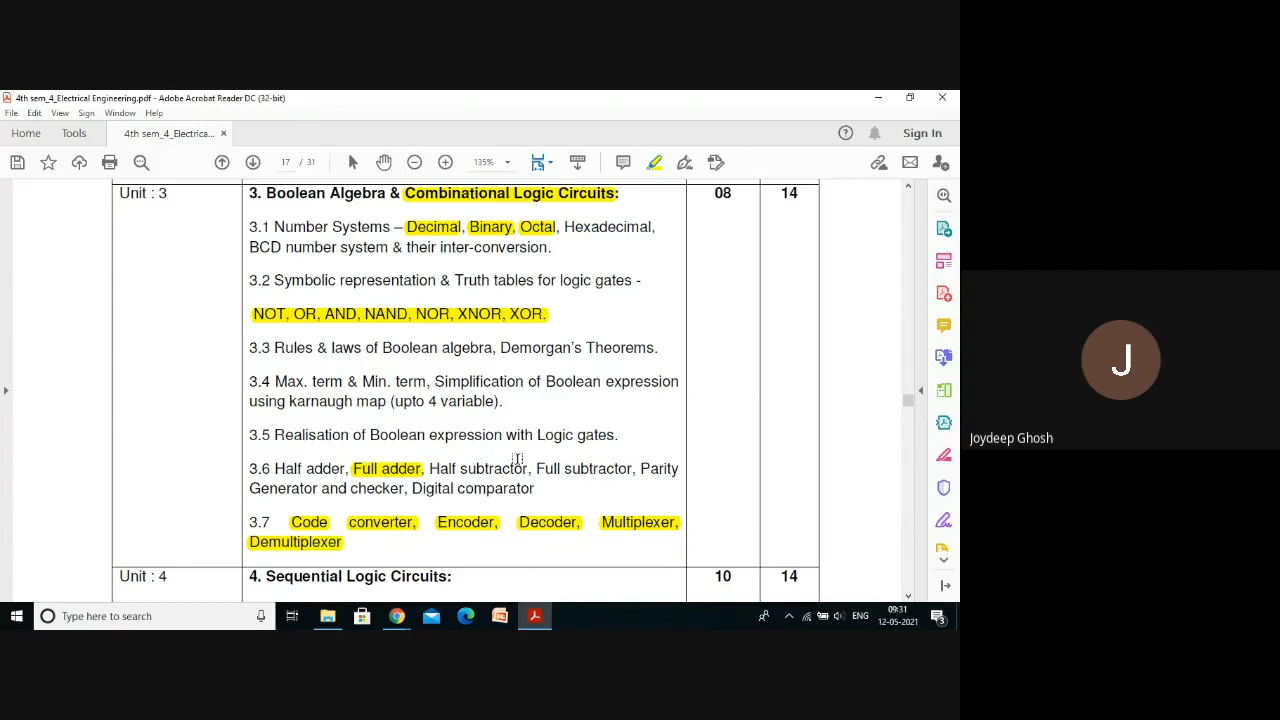 4th sem_4_Electrical Engineering.pdf - Adobe Acrobat Reader DC (32-bit)
File Edit View Window Help
Home Tools 4th sem_4_Electrica... × Sign In
17 / 31 135%
Unit : 3 3. Boolean Algebra & Combinational Logic Circuits: 08 14
3.1 Number Systems – Decimal, Binary, Octal, Hexadecimal,
BCD number system & their inter-conversion.
3.2 Symbolic representation & Truth tables for logic gates -
NOT, OR, AND, NAND, NOR, XNOR, XOR.
3.3 Rules & laws of Boolean algebra, Demorgan's Theorems.
3.4 Max. term & Min. term, Simplification of Boolean expression
using karnaugh map (upto 4 variable).
3.5 Realisation of Boolean expression with Logic gates.
3.6 Half adder, Full adder, Half subtractor, Full subtractor, Parity
Generator and checker, Digital comparator
3.7 Code converter, Encoder, Decoder, Multiplexer,
Demultiplexer
Unit : 4 4. Sequential Logic Circuits: 10 14
J
Joydeep Ghosh
Type here to search
ENG
09:31
12-05-2021
3